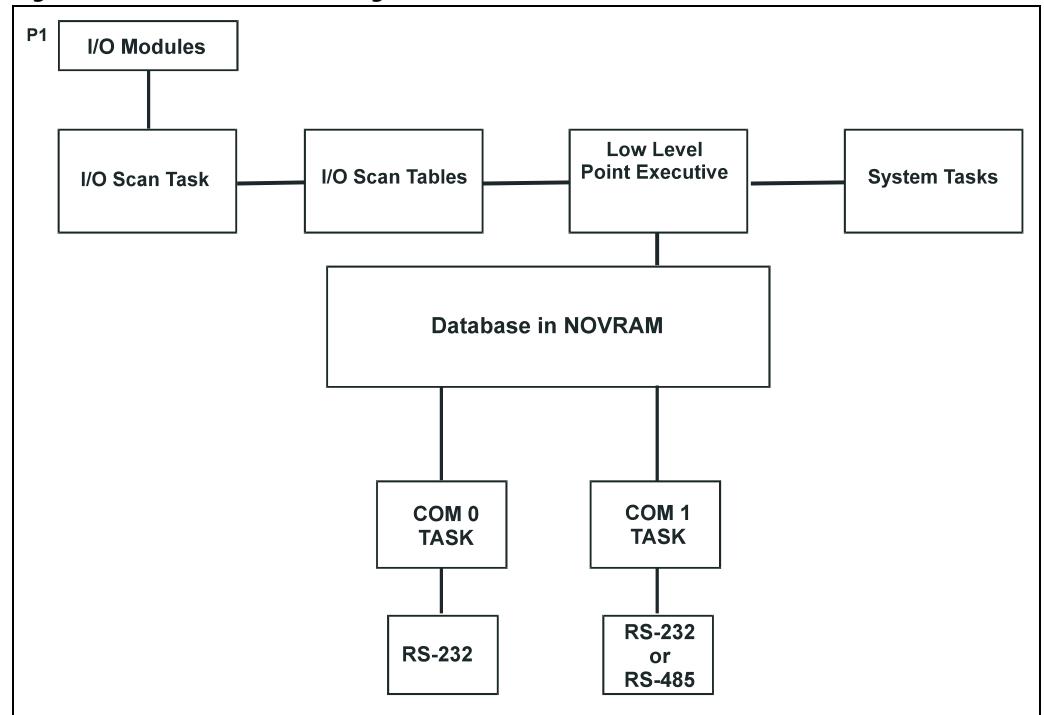 P1
I/O Modules
I/O Scan Task
I/O Scan Tables
Low Level
Point Executive
System Tasks
Database in NOVRAM
COM 0
TASK
COM 1
TASK
RS-232
RS-232
or
RS-485